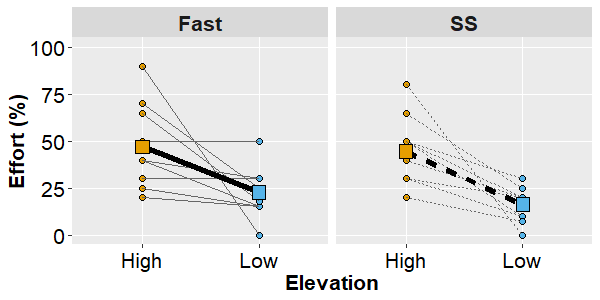 Fast SS
100
75
50
25
0
Effort (%)
High Low High Low
Elevation